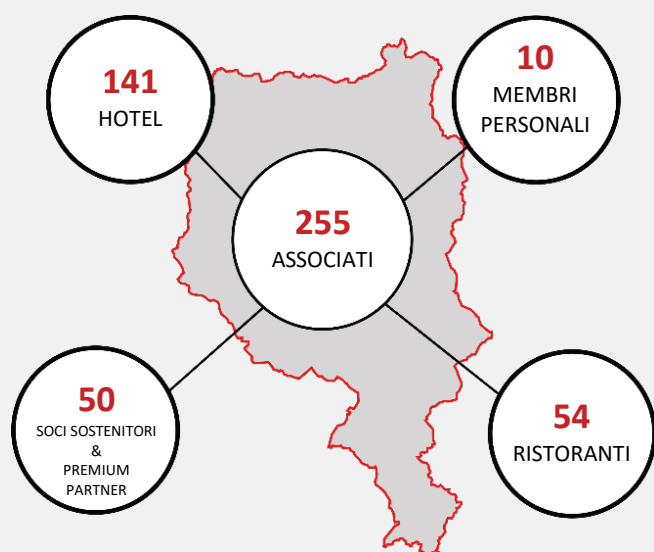 141
HOTEL
10
MEMBRI
PERSONALI
255
ASSOCIATI
50
SOCI SOSTENITORI
&
PREMIUM
PARTNER
54
RISTORANTI